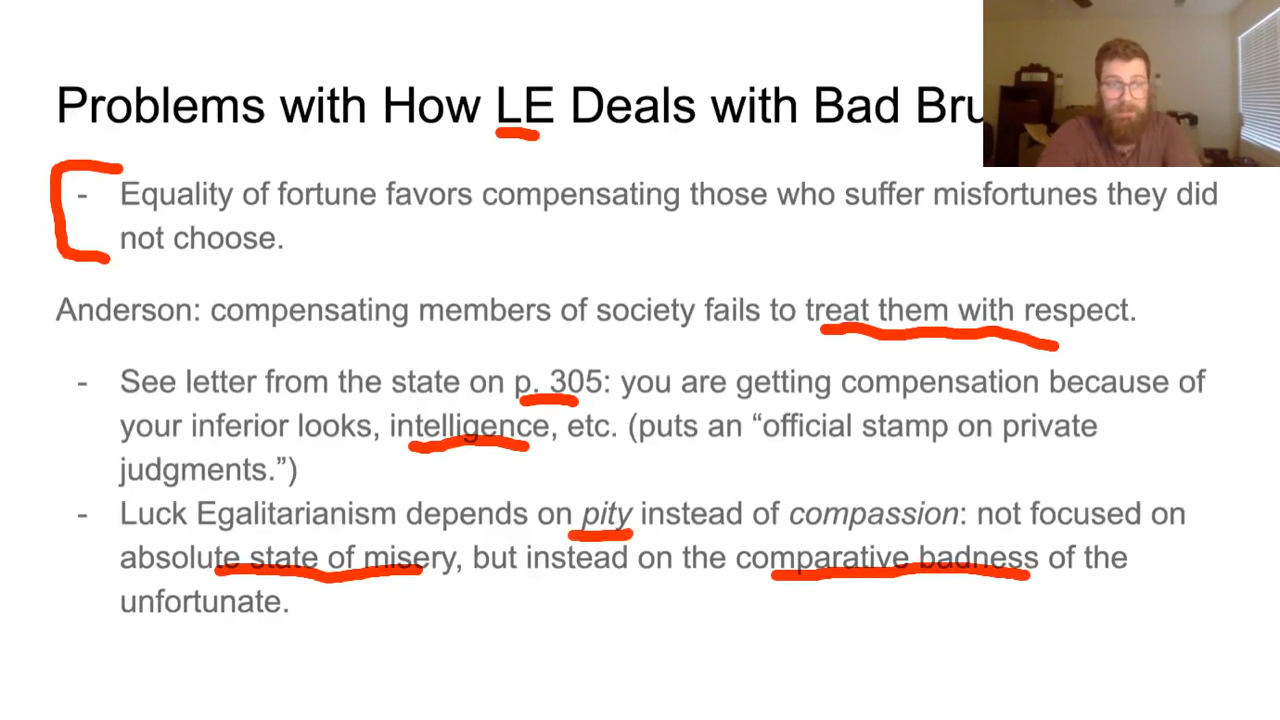 Problems with How LE Deals with Bad
- Equality of fortune favors compensating those who suffer misfortunes they did
not choose.
Anderson: compensating members of society fails to treat them with respect.
- See letter from the state on p. 305: you are getting compensation because of
your inferior looks, intelligence, etc. (puts an “official stamp on private
judgments.”)
- Luck Egalitarianism depends on pity instead of compassion: not focused on
absolute state of misery, but instead on the comparative badness of the
unfortunate.